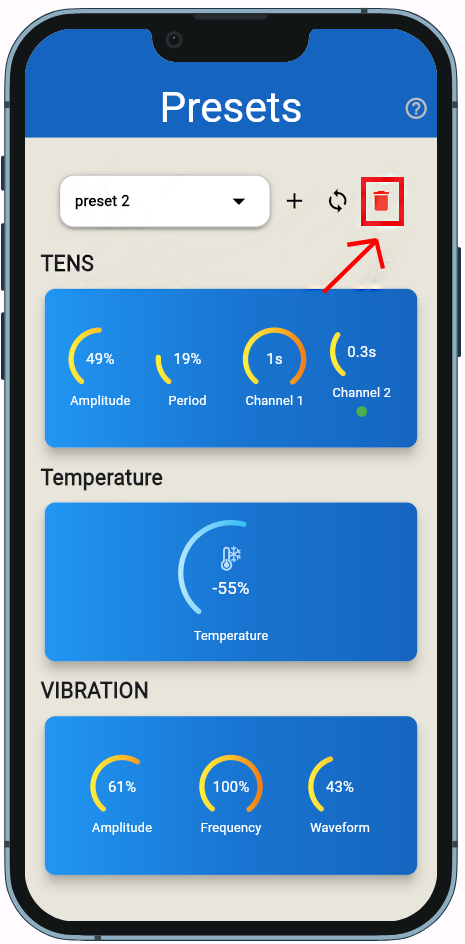 Presets
preset 2
TENS
49% 19% 1s 0.3s
Amplitude Period Channel 1 Channel 2
Temperature
-55%
Temperature
VIBRATION
61% 100% 43%
Amplitude Frequency Waveform